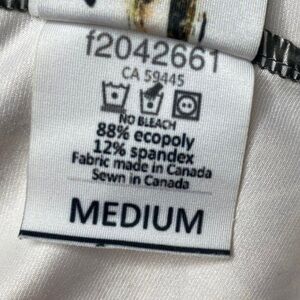 f2042661
CA 59445
NO BLEACH
88% ecopoly
12% spandex
Fabric made in Canada
Sewn in Canada
MEDIUM